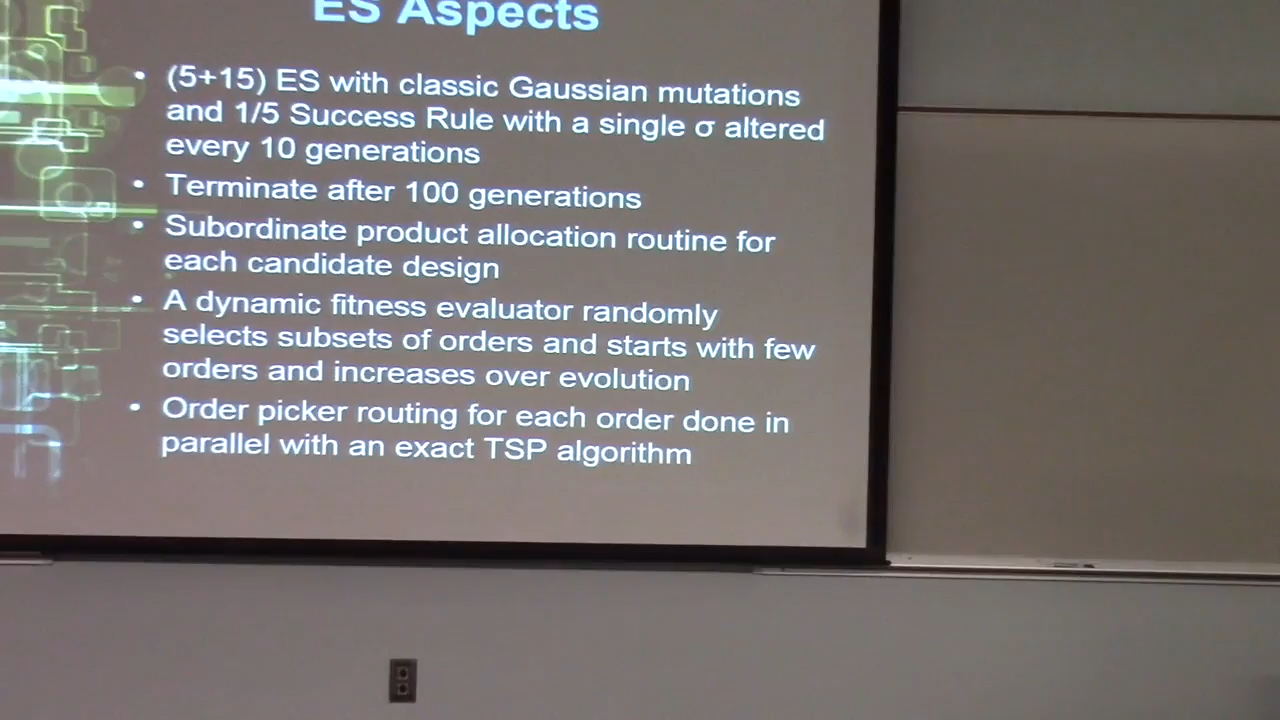 ES Aspects
• (5+15) ES with classic Gaussian mutations
and 1/5 Success Rule with a single σ altered
every 10 generations
• Terminate after 100 generations
• Subordinate product allocation routine for
each candidate design
• A dynamic fitness evaluator randomly
selects subsets of orders and starts with few
orders and increases over evolution
• Order picker routing for each order done in
parallel with an exact TSP algorithm